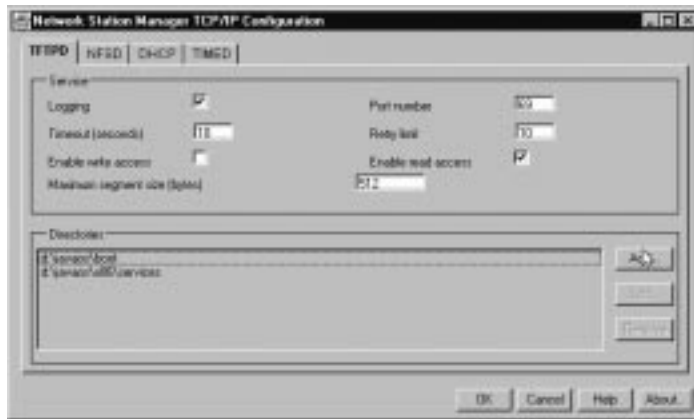 Network Station Manager TCP/IP Configuration
TFTPD NFSD DHCP TIMED
Service
Logging
Port number 69
Timeout (seconds) 10
Retry limit 10
Enable write access
Enable read access
Maximum segment size (bytes) 512
Directories
Add...
OK Cancel Help About...